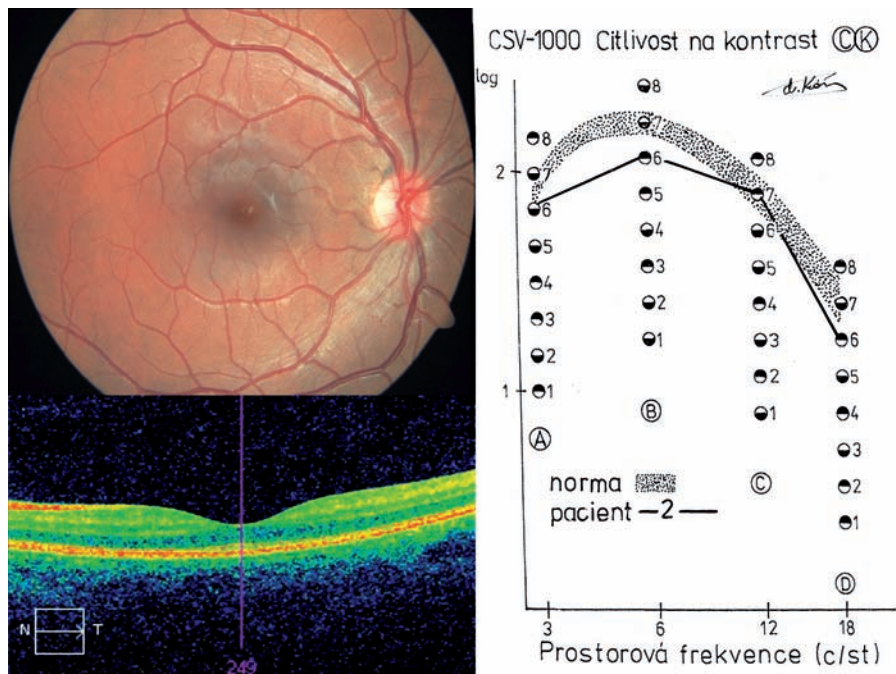 CSV-1000 Citlivost na kontrast CK
log
8
8 7 8
2 7 6 7
6 5 6 8
5 4 5 7
4 3 4 6
3 2 3 5
2 1 2 4
1 1 1 3
A B C 2
1
D
norma
pacient 2
3 6 12 18
Prostorová frekvence (c/st)
N T
249